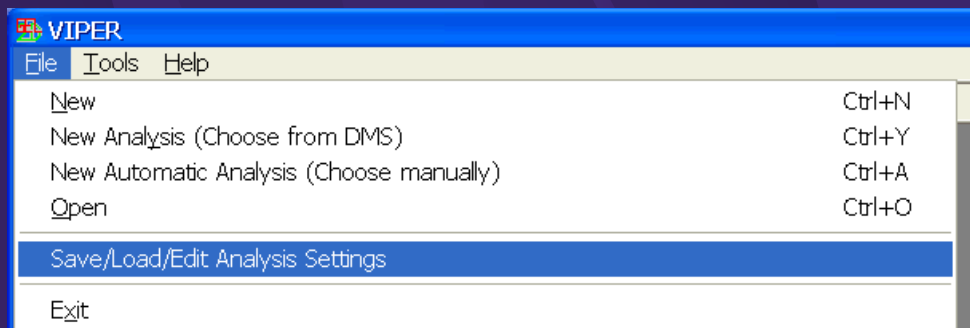 VIPER
File Tools Help
New Ctrl+N
New Analysis (Choose from DMS) Ctrl+Y
New Automatic Analysis (Choose manually) Ctrl+A
Open Ctrl+O
Save/Load/Edit Analysis Settings
Exit